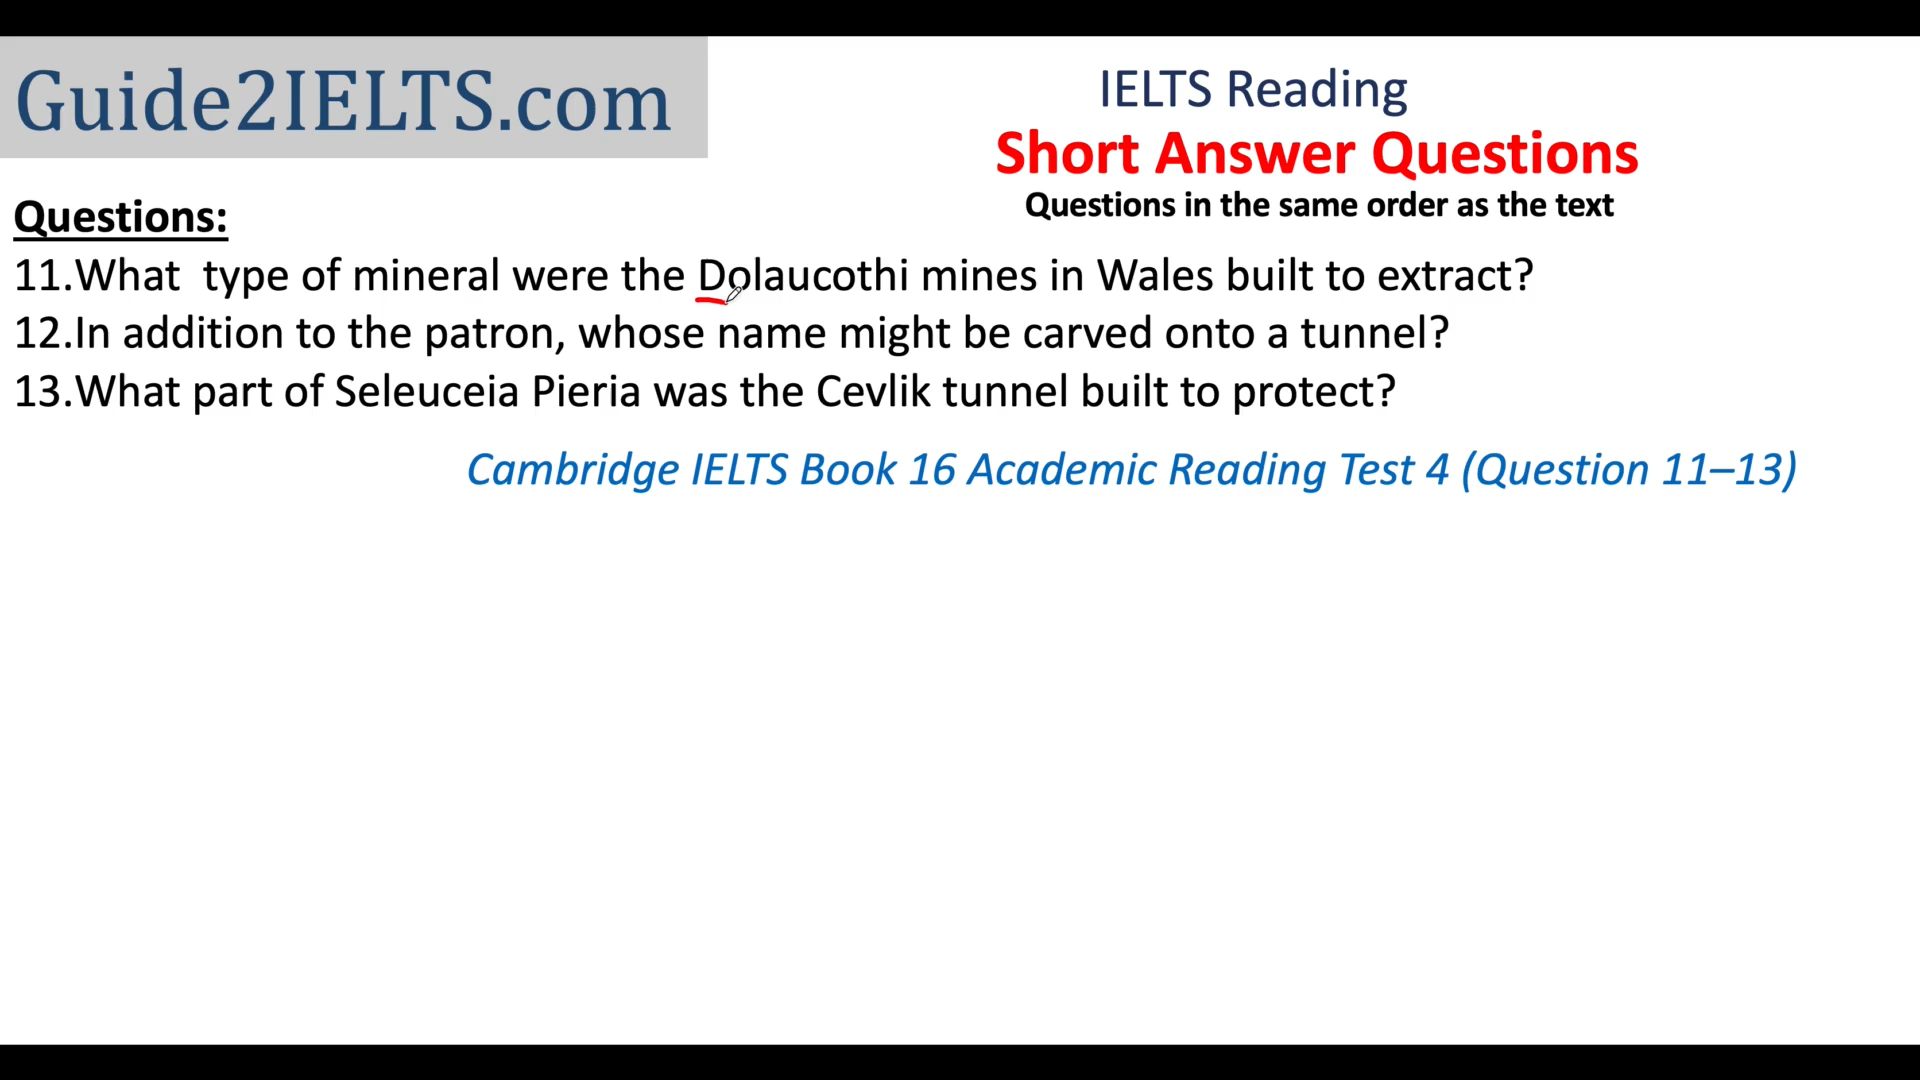 Guide2IELTS.com
IELTS Reading
Short Answer Questions
Questions in the same order as the text
Questions:
11.What type of mineral were the Dolaucothi mines in Wales built to extract?
12.In addition to the patron, whose name might be carved onto a tunnel?
13.What part of Seleuceia Pieria was the Cevlik tunnel built to protect?
Cambridge IELTS Book 16 Academic Reading Test 4 (Question 11–13)